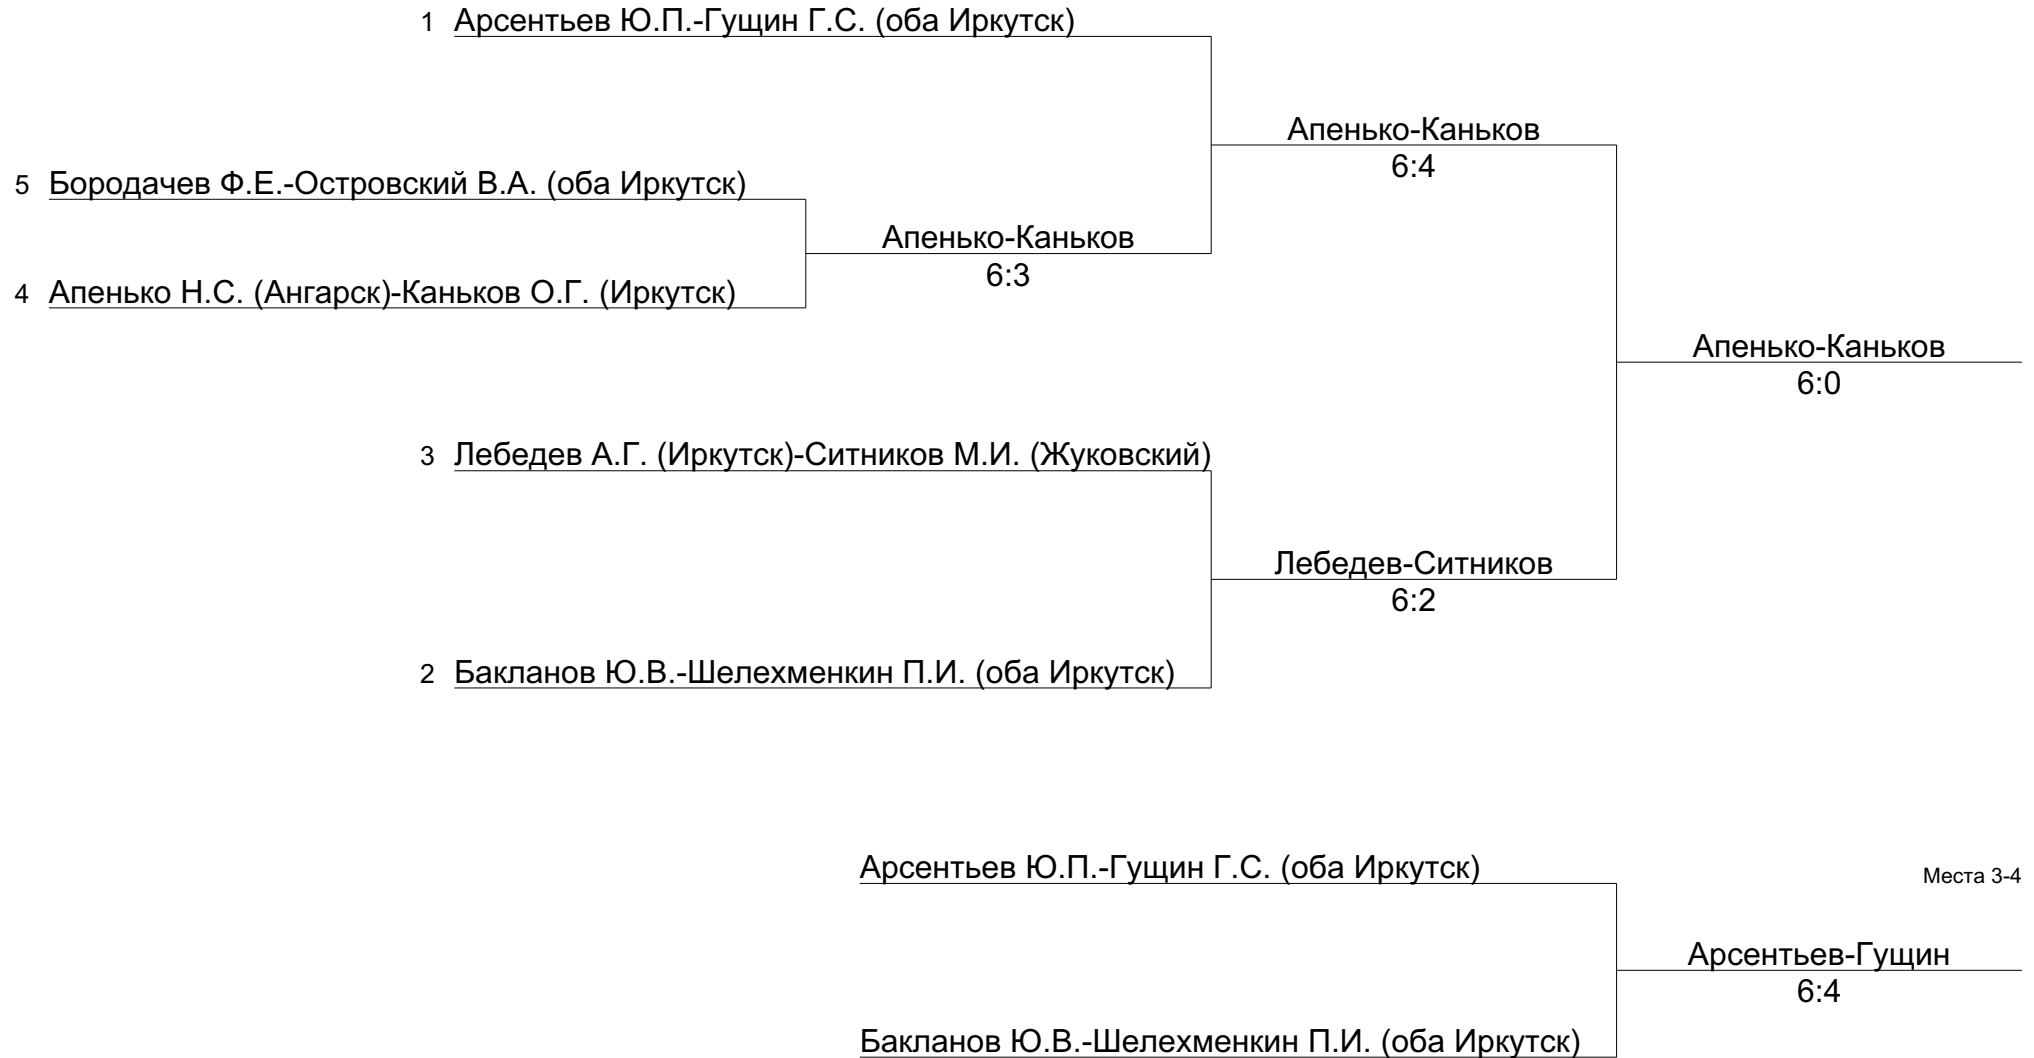 1 Арсентьев Ю.П.-Гущин Г.С. (оба Иркутск)
Апенько-Каньков
6:4
5 Бородачев Ф.Е.-Островский В.А. (оба Иркутск)
Апенько-Каньков
6:3
4 Апенько Н.С. (Ангарск)-Каньков О.Г. (Иркутск)
Апенько-Каньков
6:0
3 Лебедев А.Г. (Иркутск)-Ситников М.И. (Жуковский)
Лебедев-Ситников
6:2
2 Бакланов Ю.В.-Шелехменкин П.И. (оба Иркутск)
Арсентьев Ю.П.-Гущин Г.С. (оба Иркутск)
Места 3-4
Арсентьев-Гущин
6:4
Бакланов Ю.В.-Шелехменкин П.И. (оба Иркутск)